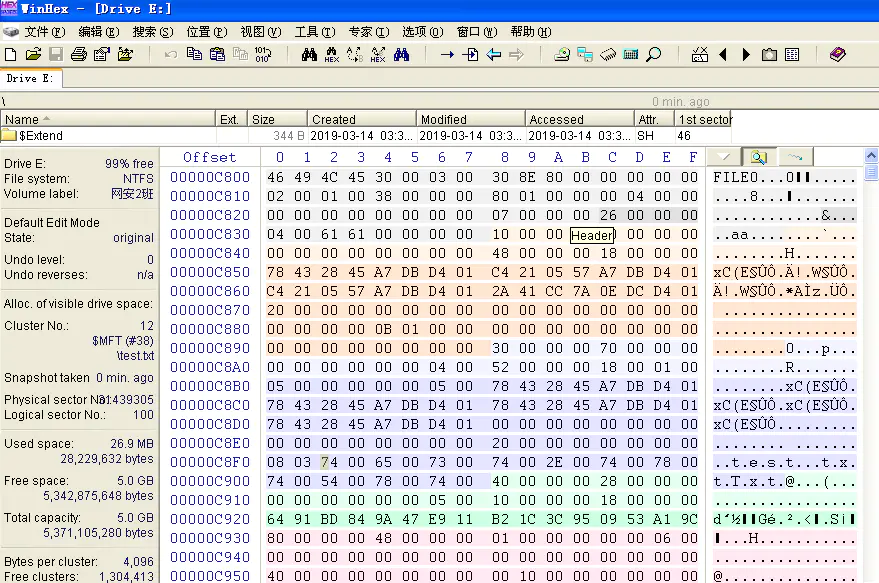 WinHex - [Drive E:]
文件(F) 编辑(E) 搜索(S) 位置(P) 视图(V) 工具(T) 专家(I) 选项(O) 窗口(W) 帮助(H)
Drive E:
\ 0 min. ago
Name Ext. Size Created Modified Accessed Attr. 1st sector
$Extend 344 B 2019-03-14 03:3... 2019-03-14 03:3... 2019-03-14 03:3... SH 46
Drive E: 99% free
File system: NTFS
Volume label: 网安2班
Default Edit Mode
State: original
Undo level: 0
Undo reverses: n/a
Alloc. of visible drive space:
Cluster No.: 12
$MFT (#38)
\test.txt
Snapshot taken 0 min. ago
Physical sector No.: 31439305
Logical sector No.: 100
Used space: 26.9 MB
28,229,632 bytes
Free space: 5.0 GB
5,342,875,648 bytes
Total capacity: 5.0 GB
5,371,105,280 bytes
Bytes per cluster: 4,096
Free clusters: 1,304,413
Offset 0 1 2 3 4 5 6 7 8 9 A B C D E F
00000C800 46 49 4C 45 30 00 03 00 30 8E 80 00 00 00 00 00 FILE0...0
00000C810 02 00 01 00 38 00 00 00 80 01 00 00 00 04 00 00 ....8...
00000C820 00 00 00 00 00 00 00 00 07 00 00 00 26 00 00 00 ............&...
00000C830 04 00 61 61 00 00 00 00 10 00 00 Header 00 00 00 ..aa........`...
00000C840 00 00 00 00 00 00 00 00 48 00 00 00 18 00 00 00 ........H.......
00000C850 78 43 28 45 A7 DB D4 01 C4 21 05 57 A7 DB D4 01 xC(E§ÛÔ.Ä!.W§ÛÔ.
00000C860 C4 21 05 57 A7 DB D4 01 2A 41 CC 7A 0E DC D4 01 Ä!.W§ÛÔ.*AÌz.ÜÔ.
00000C870 20 00 00 00 00 00 00 00 00 00 00 00 00 00 00 00 ...............
00000C880 00 00 00 00 0B 01 00 00 00 00 00 00 00 00 00 00 ................
00000C890 00 00 00 00 00 00 00 00 30 00 00 00 70 00 00 00 ........0...p...
00000C8A0 00 00 00 00 00 00 04 00 52 00 00 00 18 00 01 00 ........R.......
00000C8B0 05 00 00 00 00 00 05 00 78 43 28 45 A7 DB D4 01 ........xC(E§ÛÔ.
00000C8C0 78 43 28 45 A7 DB D4 01 78 43 28 45 A7 DB D4 01 xC(E§ÛÔ.xC(E§ÛÔ.
00000C8D0 78 43 28 45 A7 DB D4 01 00 00 00 00 00 00 00 00 xC(E§ÛÔ.........
00000C8E0 00 00 00 00 00 00 00 00 20 00 00 00 00 00 00 00 ........ .......
00000C8F0 08 03 74 00 65 00 73 00 74 00 2E 00 74 00 78 00 ..t.e.s.t...t.x.
00000C900 74 00 54 00 78 00 74 00 40 00 00 00 28 00 00 00 t.T.x.t.@...(...
00000C910 00 00 00 00 00 00 05 00 10 00 00 00 18 00 00 00 ................
00000C920 64 91 BD 84 9A 47 E9 11 B2 1C 3C 95 09 53 A1 9C
00000C930 80 00 00 00 48 00 00 00 01 00 00 00 00 00 06 00 ...H...........
00000C940 00 00 00 00 00 00 00 00 00 00 00 00 00 00 00 00 ................
00000C950 40 00 00 00 00 00 00 00 00 10 00 00 00 00 00 00 @...............